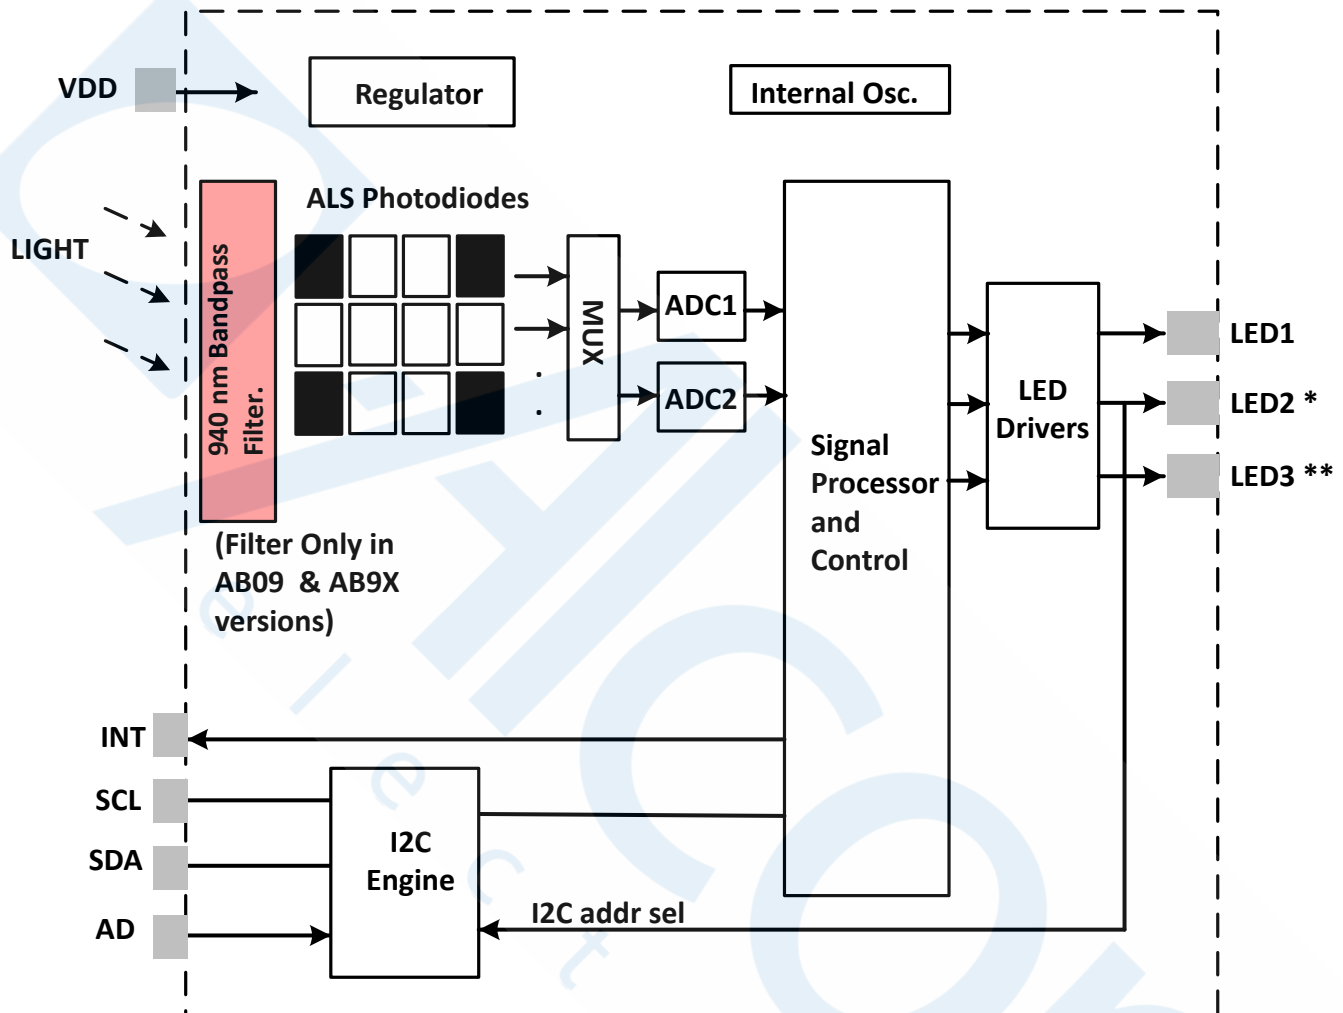 VDD
Regulator
Internal Osc.
ALS Photodiodes
LIGHT
940 nm Bandpass
Filter.
MUX
ADC1
ADC2
Signal
Processor
and
Control
LED
Drivers
LED1
LED2 *
LED3 **
(Filter Only in
AB09 & AB9X
versions)
INT
SCL
SDA
AD
I2C
Engine
I2C addr sel
elect